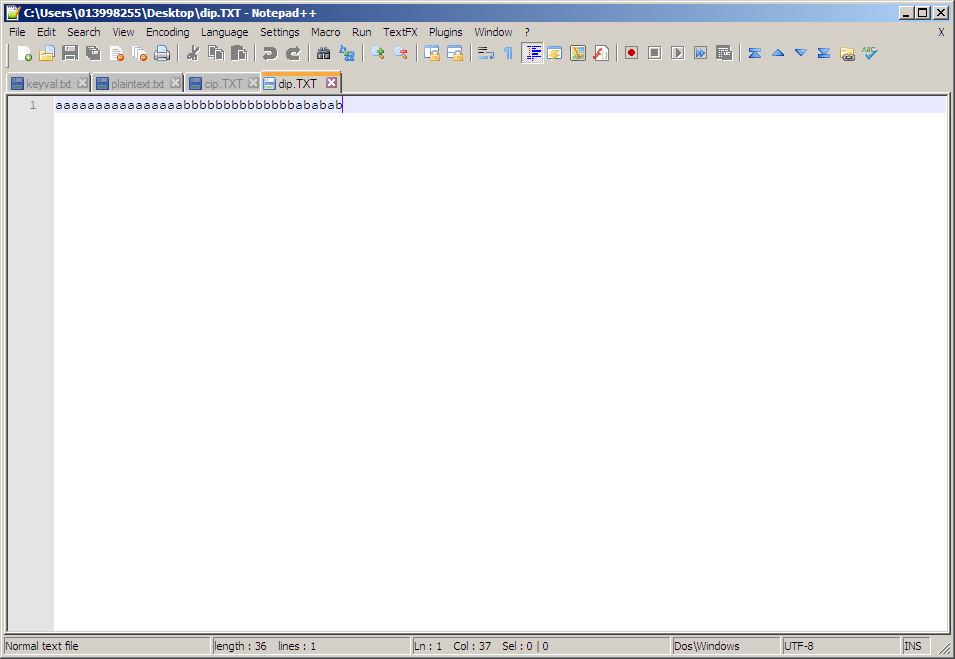 C:\Users\013998255\Desktop\dip.TXT - Notepad++
File Edit Search View Encoding Language Settings Macro Run TextFX Plugins Window ? X
keyval.txt plaintext.txt cip.TXT dip.TXT
1 aaaaaaaaaaaaaaaabbbbbbbbbbbbbbababab
Normal text file length : 36 lines : 1 Ln : 1 Col : 37 Sel : 0 | 0 Dos\Windows UTF-8 INS